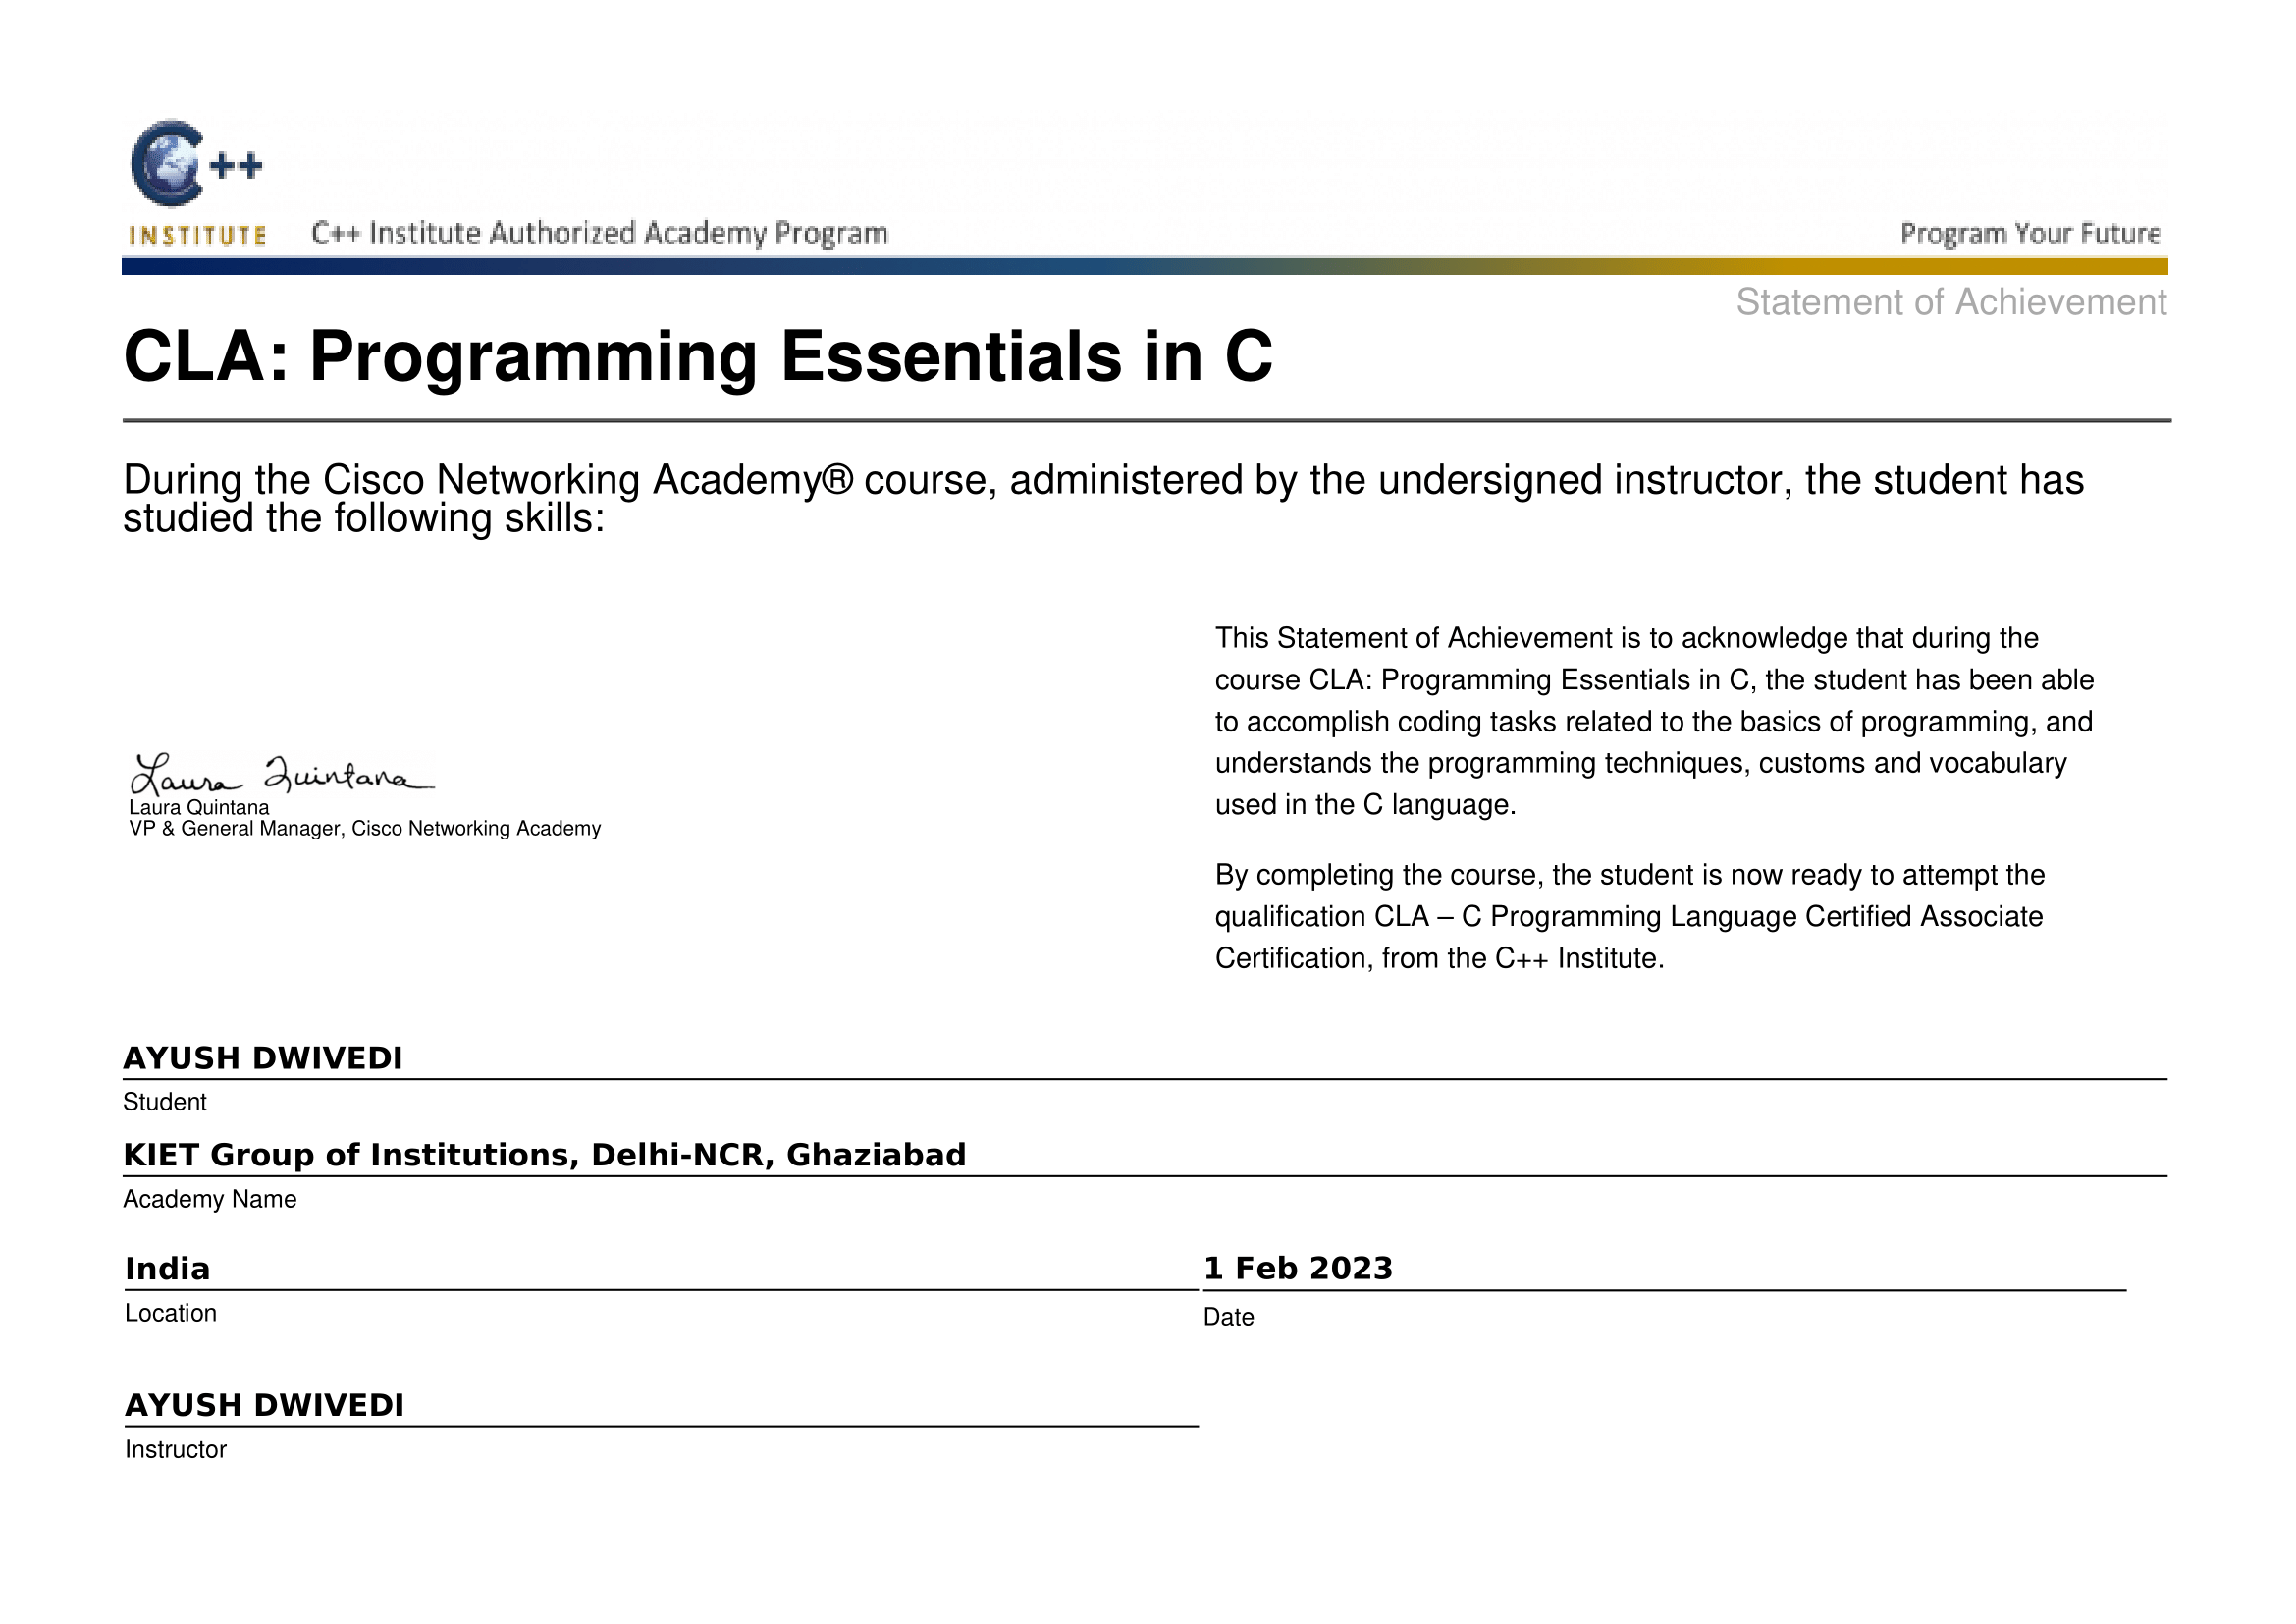 C++
INSTITUTE
C++ Institute Authorized Academy Program
Program Your Future
Statement of Achievement
CLA: Programming Essentials in C
During the Cisco Networking Academy® course, administered by the undersigned instructor, the student has
studied the following skills:
Laura Quintana
Laura Quintana
VP & General Manager, Cisco Networking Academy
This Statement of Achievement is to acknowledge that during the
course CLA: Programming Essentials in C, the student has been able
to accomplish coding tasks related to the basics of programming, and
understands the programming techniques, customs and vocabulary
used in the C language.
By completing the course, the student is now ready to attempt the
qualification CLA – C Programming Language Certified Associate
Certification, from the C++ Institute.
AYUSH DWIVEDI
Student
KIET Group of Institutions, Delhi-NCR, Ghaziabad
Academy Name
India
Location
1 Feb 2023
Date
AYUSH DWIVEDI
Instructor